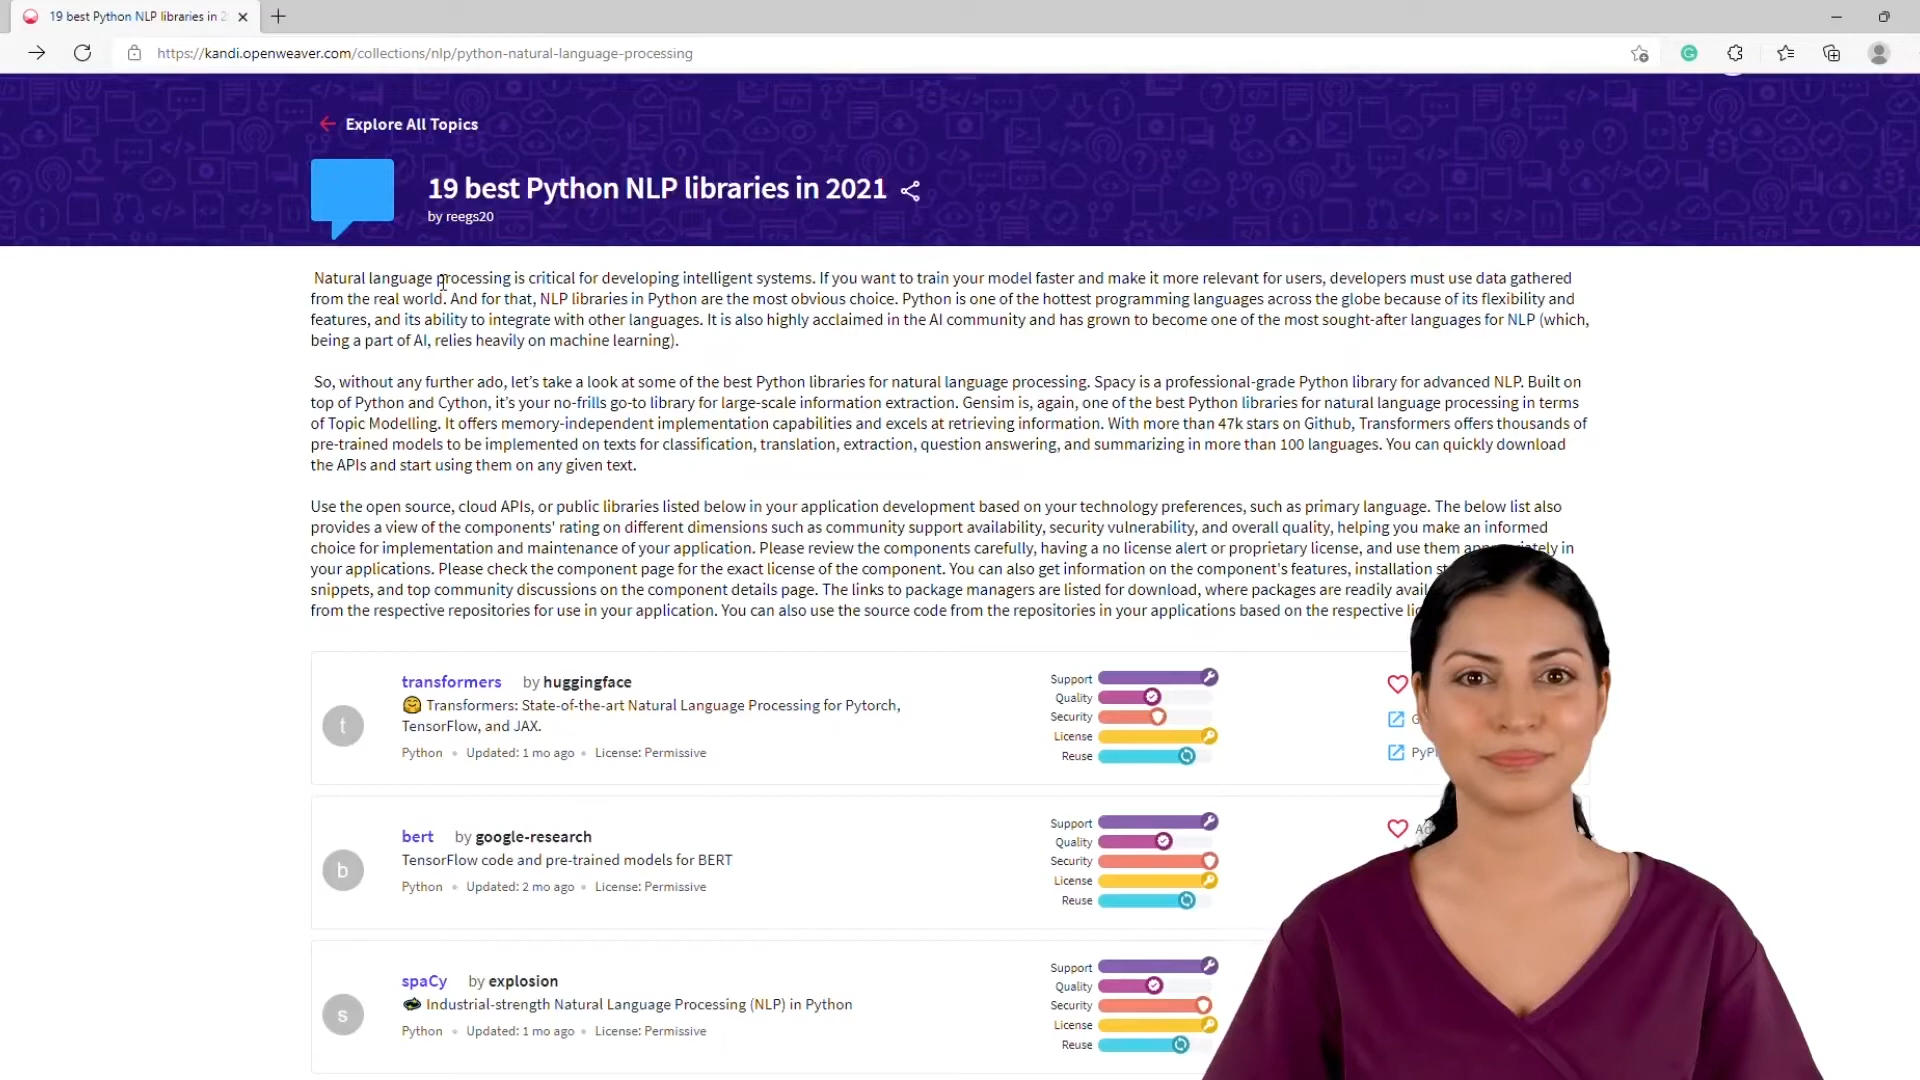 19 best Python NLP libraries in 2
https://kandi.openweaver.com/collections/nlp/python-natural-language-processing
Explore All Topics
19 best Python NLP libraries in 2021
by reegs20
Natural language processing is critical for developing intelligent systems. If you want to train your model faster and make it more relevant for users, developers must use data gathered
from the real world. And for that, NLP libraries in Python are the most obvious choice. Python is one of the hottest programming languages across the globe because of its flexibility and
features, and its ability to integrate with other languages. It is also highly acclaimed in the AI community and has grown to become one of the most sought-after languages for NLP (which,
being a part of AI, relies heavily on machine learning).
So, without any further ado, let's take a look at some of the best Python libraries for natural language processing. Spacy is a professional-grade Python library for advanced NLP. Built on
top of Python and Cython, it's your no-frills go-to library for large-scale information extraction. Gensim is, again, one of the best Python libraries for natural language processing in terms
of Topic Modelling. It offers memory-independent implementation capabilities and excels at retrieving information. With more than 47k stars on Github, Transformers offers thousands of
pre-trained models to be implemented on texts for classification, translation, extraction, question answering, and summarizing in more than 100 languages. You can quickly download
the APIs and start using them on any given text.
Use the open source, cloud APIs, or public libraries listed below in your application development based on your technology preferences, such as primary language. The below list also
provides a view of the components' rating on different dimensions such as community support availability, security vulnerability, and overall quality, helping you make an informed
choice for implementation and maintenance of your application. Please review the components carefully, having a no license alert or proprietary license, and use them appropriately in
your applications. Please check the component page for the exact license of the component. You can also get information on the component's features, installation
snippets, and top community discussions on the component details page. The links to package managers are listed for download, where packages are readily
from the respective repositories for use in your application. You can also use the source code from the repositories in your applications based on the respective
transformers by huggingface
🤗 Transformers: State-of-the-art Natural Language Processing for Pytorch,
TensorFlow, and JAX.
Python • Updated: 1 mo ago • License: Permissive
t
Support
Quality
Security
License
Reuse
PyPI
bert by google-research
TensorFlow code and pre-trained models for BERT
Python • Updated: 2 mo ago • License: Permissive
b
Support
Quality
Security
License
Reuse
spaCy by explosion
Industrial-strength Natural Language Processing (NLP) in Python
Python • Updated: 1 mo ago • License: Permissive
s
Support
Quality
Security
License
Reuse